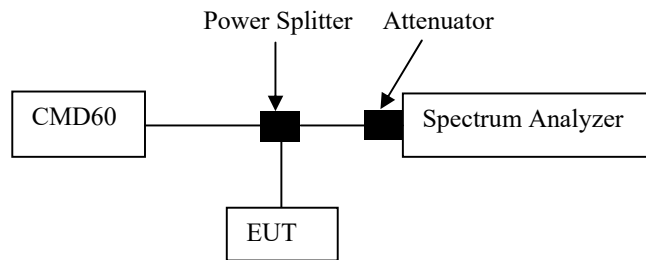 Power Splitter
Attenuator
CMD60
Spectrum Analyzer
EUT